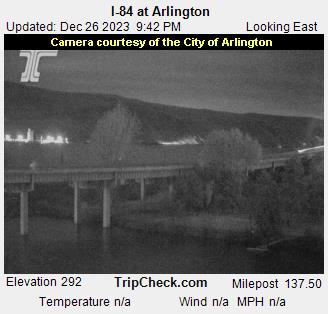 I-84 at Arlington
Updated: Dec 26 2023 9:42 PM Looking East
Camera courtesy of the City of Arlington
Elevation 292 TripCheck.com Milepost 137.50
Temperature n/a Wind n/a MPH n/a